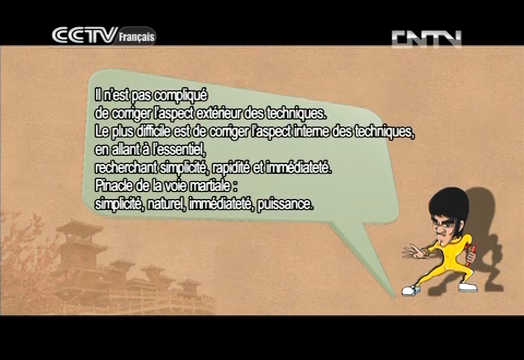 CCTV Français
CNTV
Il n'est pas compliqué
de corriger l'aspect extérieur des techniques.
Le plus difficile est de corriger l'aspect interne des techniques,
en allant à l'essentiel,
recherchant simplicité, rapidité et immédiateté.
Pinacle de la voie martiale :
simplicité, naturel, immédiateté, puissance.